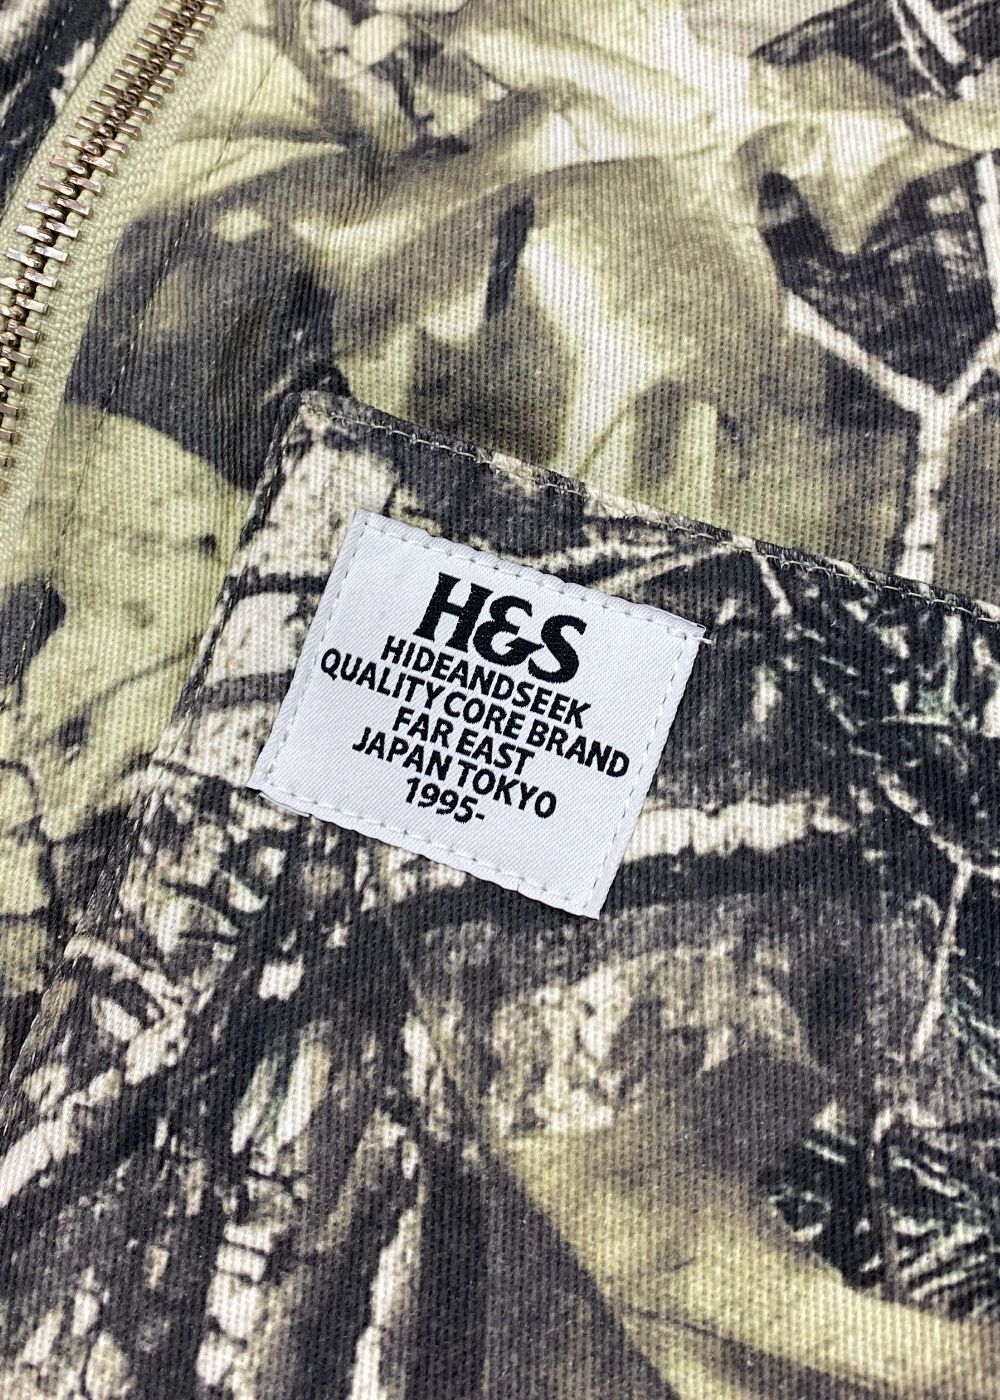 H&S
HIDEANDSEEK
QUALITY CORE BRAND
FAR EAST
JAPAN TOKYO
1995-